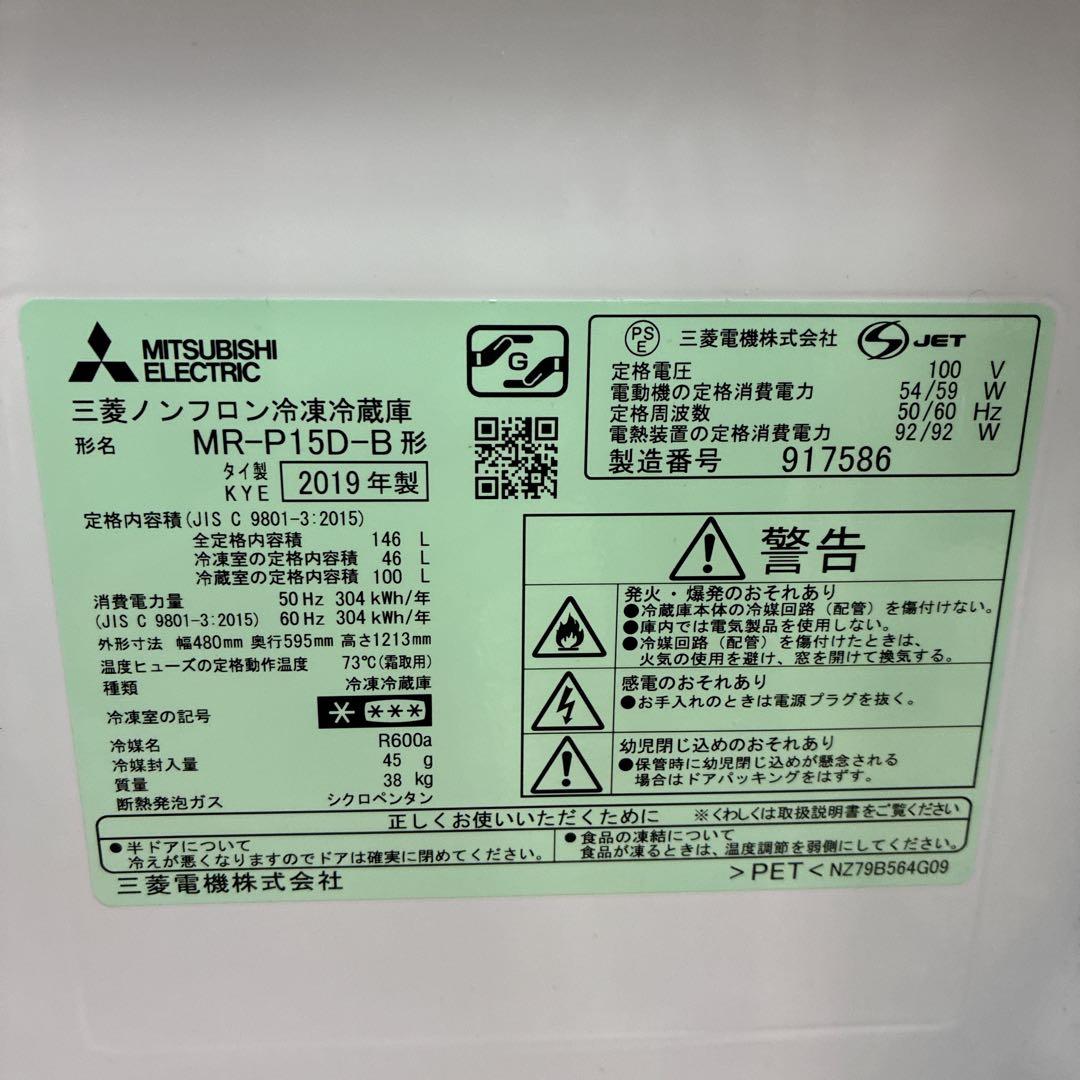 MITSUBISHI
ELECTRIC
三菱ノンフロン冷凍冷蔵庫
形名 MR-P15D-B形
タイ製
KYE 2019年製
定格内容積(JIS C 9801-3:2015)
全定格内容積 146 L
冷凍室の定格内容積 46 L
冷蔵室の定格内容積 100 L
消費電力量 50Hz 304kWh/年
(JIS C 9801-3:2015) 60Hz 304kWh/年
外形寸法 幅480mm 奥行595mm 高さ1213mm
温度ヒューズの定格動作温度 73℃(霜取用)
種類 冷凍冷蔵庫
冷凍室の記号 * ***
冷媒名 R600a
冷媒封入量 45 g
質量 38 kg
断熱発泡ガス シクロペンタン
G
PSE 三菱電機株式会社 S JET
定格電圧 100 V
電動機の定格消費電力 54/59 W
定格周波数 50/60 Hz
電熱装置の定格消費電力 92/92 W
製造番号 917586
警告
発火・爆発のおそれあり
●冷蔵庫本体の冷媒回路(配管)を傷付けない。
●庫内では電気製品を使用しない。
●冷媒回路(配管)を傷付けたときは、
火気の使用を避け、窓を開けて換気する。
感電のおそれあり
●お手入れのときは電源プラグを抜く。
幼児閉じ込めのおそれあり
●保管時に幼児閉じ込めが懸念される
場合はドアパッキングをはずす。
正しくお使いいただくために ※くわしくは取扱説明書をご覧ください
●半ドアについて
冷えが悪くなりますのでドアは確実に閉めてください。
●食品の凍結について
食品が凍るときは、温度調節を弱側にしてください。
三菱電機株式会社
>PET< NZ79B564G09